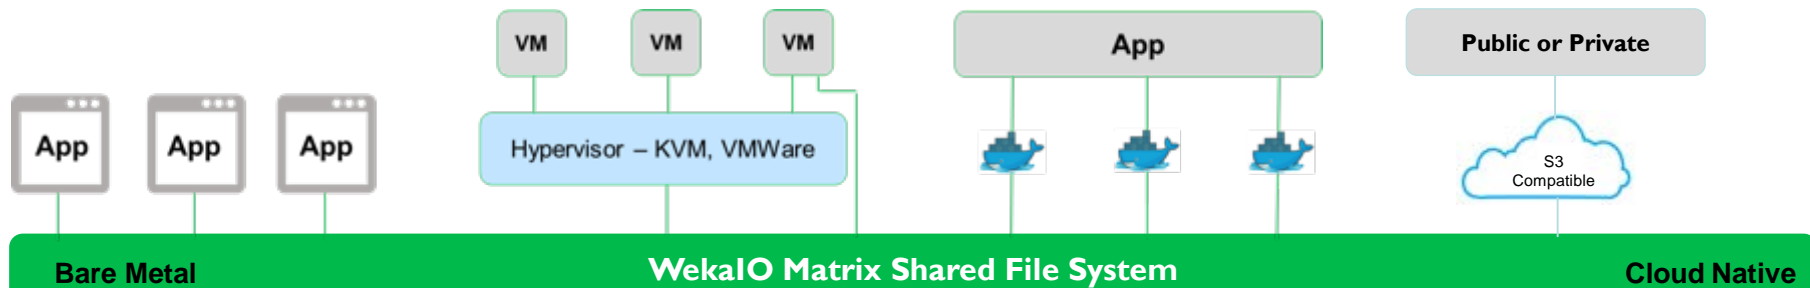 VM
VM
VM
App
Public or Private
App
App
App
Hypervisor – KVM, VMWare
S3
Compatible
Bare Metal
WekaIO Matrix Shared File System
Cloud Native